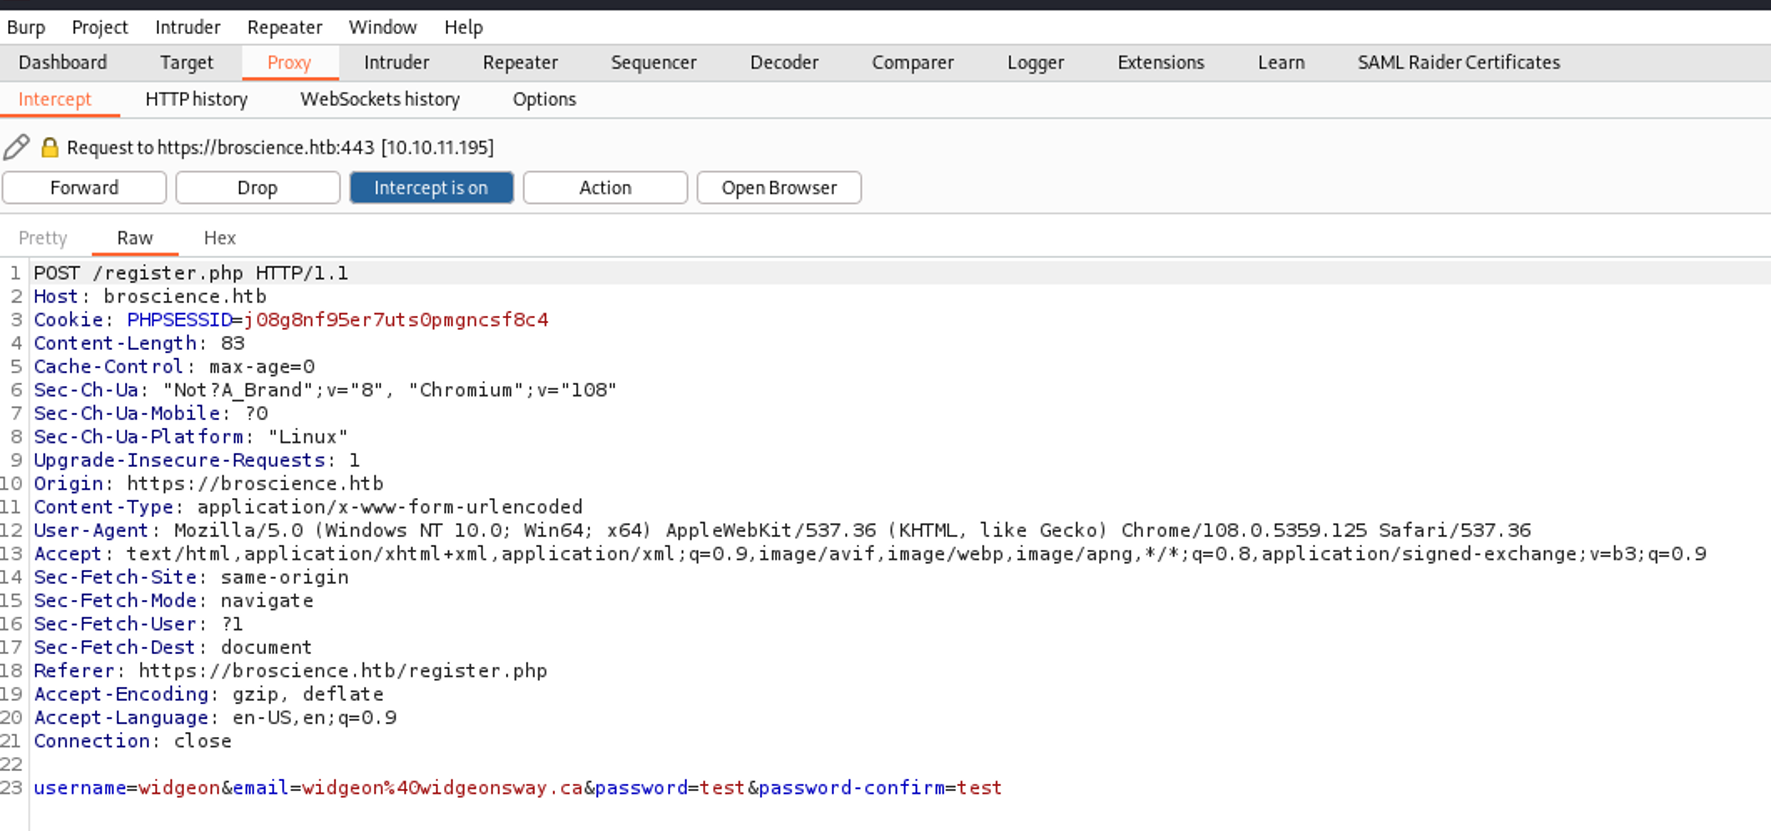 Burp Project Intruder Repeater Window Help
Dashboard Target Proxy Intruder Repeater Sequencer Decoder Comparer Logger Extensions Learn SAML Raider Certificates
Intercept HTTP history WebSockets history Options
Request to https://broscience.htb:443 [10.10.11.195]
Forward Drop Intercept is on Action Open Browser
Pretty Raw Hex
1 POST /register.php HTTP/1.1
2 Host: broscience.htb
3 Cookie: PHPSESSID=j08g8nf95er7uts0pmgncsf8c4
4 Content-Length: 83
5 Cache-Control: max-age=0
6 Sec-Ch-Ua: "Not?A_Brand";v="8", "Chromium";v="108"
7 Sec-Ch-Ua-Mobile: ?0
8 Sec-Ch-Ua-Platform: "Linux"
9 Upgrade-Insecure-Requests: 1
10 Origin: https://broscience.htb
11 Content-Type: application/x-www-form-urlencoded
12 User-Agent: Mozilla/5.0 (Windows NT 10.0; Win64; x64) AppleWebKit/537.36 (KHTML, like Gecko) Chrome/108.0.5359.125 Safari/537.36
13 Accept: text/html,application/xhtml+xml,application/xml;q=0.9,image/avif,image/webp,image/apng,*/*;q=0.8,application/signed-exchange;v=b3;q=0.9
14 Sec-Fetch-Site: same-origin
15 Sec-Fetch-Mode: navigate
16 Sec-Fetch-User: ?1
17 Sec-Fetch-Dest: document
18 Referer: https://broscience.htb/register.php
19 Accept-Encoding: gzip, deflate
20 Accept-Language: en-US,en;q=0.9
21 Connection: close
22
23 username=widgeon&email=widgeon%40widgeonsway.ca&password=test&password-confirm=test